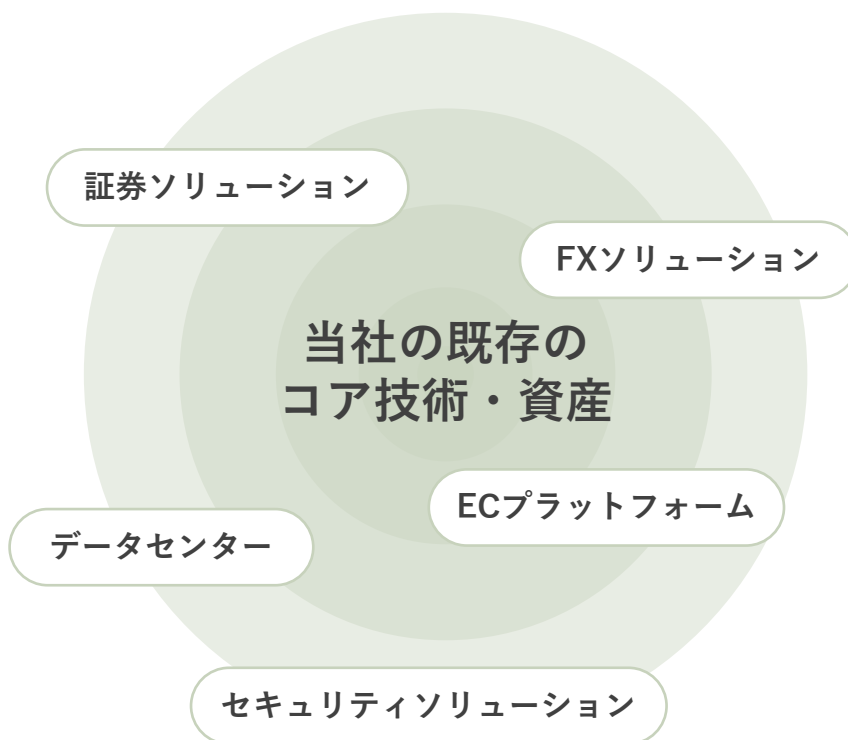 証券ソリューション
FXソリューション
当社の既存の
コア技術・資産
ECプラットフォーム
データセンター
セキュリティソリューション